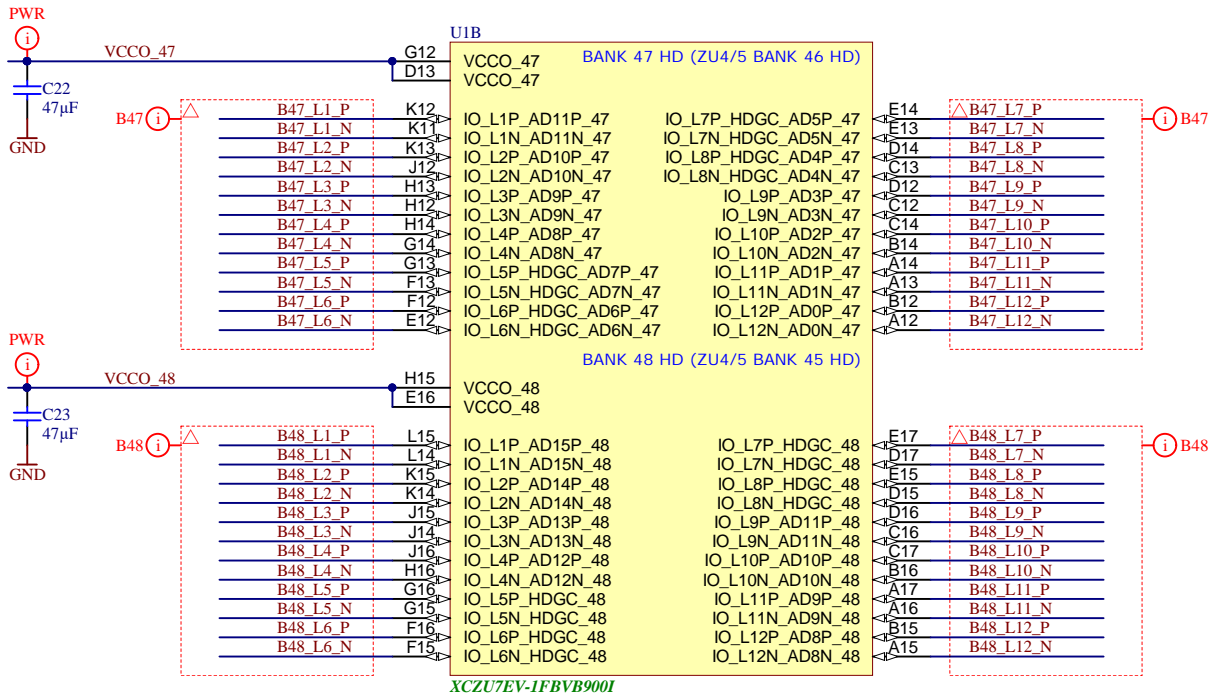 PWR
i
VCCO_47
C22
47µF
GND
U1B
BANK 47 HD (ZU4/5 BANK 46 HD)
G12 VCCO_47
D13 VCCO_47
B47 i
i B47
B47_L1_P K12 IO_L1P_AD11P_47 IO_L7P_HDGC_AD5P_47 E14 B47_L7_P
B47_L1_N K11 IO_L1N_AD11N_47 IO_L7N_HDGC_AD5N_47 E13 B47_L7_N
B47_L2_P K13 IO_L2P_AD10P_47 IO_L8P_HDGC_AD4P_47 D14 B47_L8_P
B47_L2_N J12 IO_L2N_AD10N_47 IO_L8N_HDGC_AD4N_47 C13 B47_L8_N
B47_L3_P H13 IO_L3P_AD9P_47 IO_L9P_AD3P_47 D12 B47_L9_P
B47_L3_N H12 IO_L3N_AD9N_47 IO_L9N_AD3N_47 C12 B47_L9_N
B47_L4_P H14 IO_L4P_AD8P_47 IO_L10P_AD2P_47 C14 B47_L10_P
B47_L4_N G14 IO_L4N_AD8N_47 IO_L10N_AD2N_47 B14 B47_L10_N
B47_L5_P G13 IO_L5P_HDGC_AD7P_47 IO_L11P_AD1P_47 A14 B47_L11_P
B47_L5_N F13 IO_L5N_HDGC_AD7N_47 IO_L11N_AD1N_47 A13 B47_L11_N
B47_L6_P F12 IO_L6P_HDGC_AD6P_47 IO_L12P_AD0P_47 B12 B47_L12_P
B47_L6_N E12 IO_L6N_HDGC_AD6N_47 IO_L12N_AD0N_47 A12 B47_L12_N
PWR
i
VCCO_48
C23
47µF
GND
BANK 48 HD (ZU4/5 BANK 45 HD)
H15 VCCO_48
E16 VCCO_48
B48 i
i B48
B48_L1_P L15 IO_L1P_AD15P_48 IO_L7P_HDGC_48 E17 B48_L7_P
B48_L1_N L14 IO_L1N_AD15N_48 IO_L7N_HDGC_48 D17 B48_L7_N
B48_L2_P K15 IO_L2P_AD14P_48 IO_L8P_HDGC_48 E15 B48_L8_P
B48_L2_N K14 IO_L2N_AD14N_48 IO_L8N_HDGC_48 D15 B48_L8_N
B48_L3_P J15 IO_L3P_AD13P_48 IO_L9P_AD11P_48 D16 B48_L9_P
B48_L3_N J14 IO_L3N_AD13N_48 IO_L9N_AD11N_48 C16 B48_L9_N
B48_L4_P J16 IO_L4P_AD12P_48 IO_L10P_AD10P_48 C17 B48_L10_P
B48_L4_N H16 IO_L4N_AD12N_48 IO_L10N_AD10N_48 B16 B48_L10_N
B48_L5_P G16 IO_L5P_HDGC_48 IO_L11P_AD9P_48 A17 B48_L11_P
B48_L5_N G15 IO_L5N_HDGC_48 IO_L11N_AD9N_48 A16 B48_L11_N
B48_L6_P F16 IO_L6P_HDGC_48 IO_L12P_AD8P_48 B15 B48_L12_P
B48_L6_N F15 IO_L6N_HDGC_48 IO_L12N_AD8N_48 A15 B48_L12_N
XCZU7EV-1FBVB900I